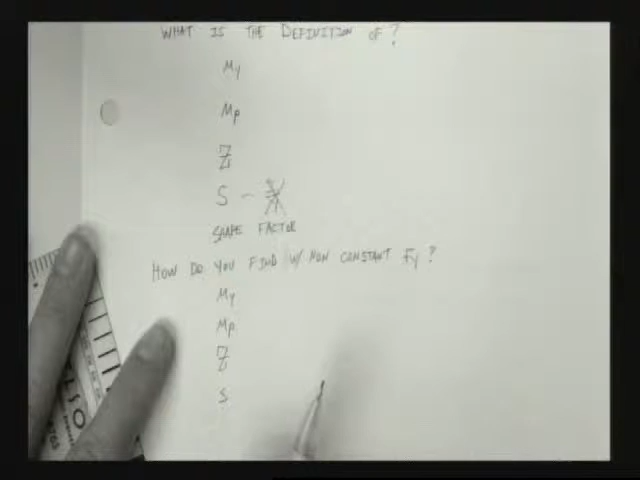 WHAT IS THE DEFINITION OF?
My
Mp
Z
S -
SHAPE FACTOR
HOW DO YOU FIND W/ NON CONSTANT Fy?
My
Mp
Z
S